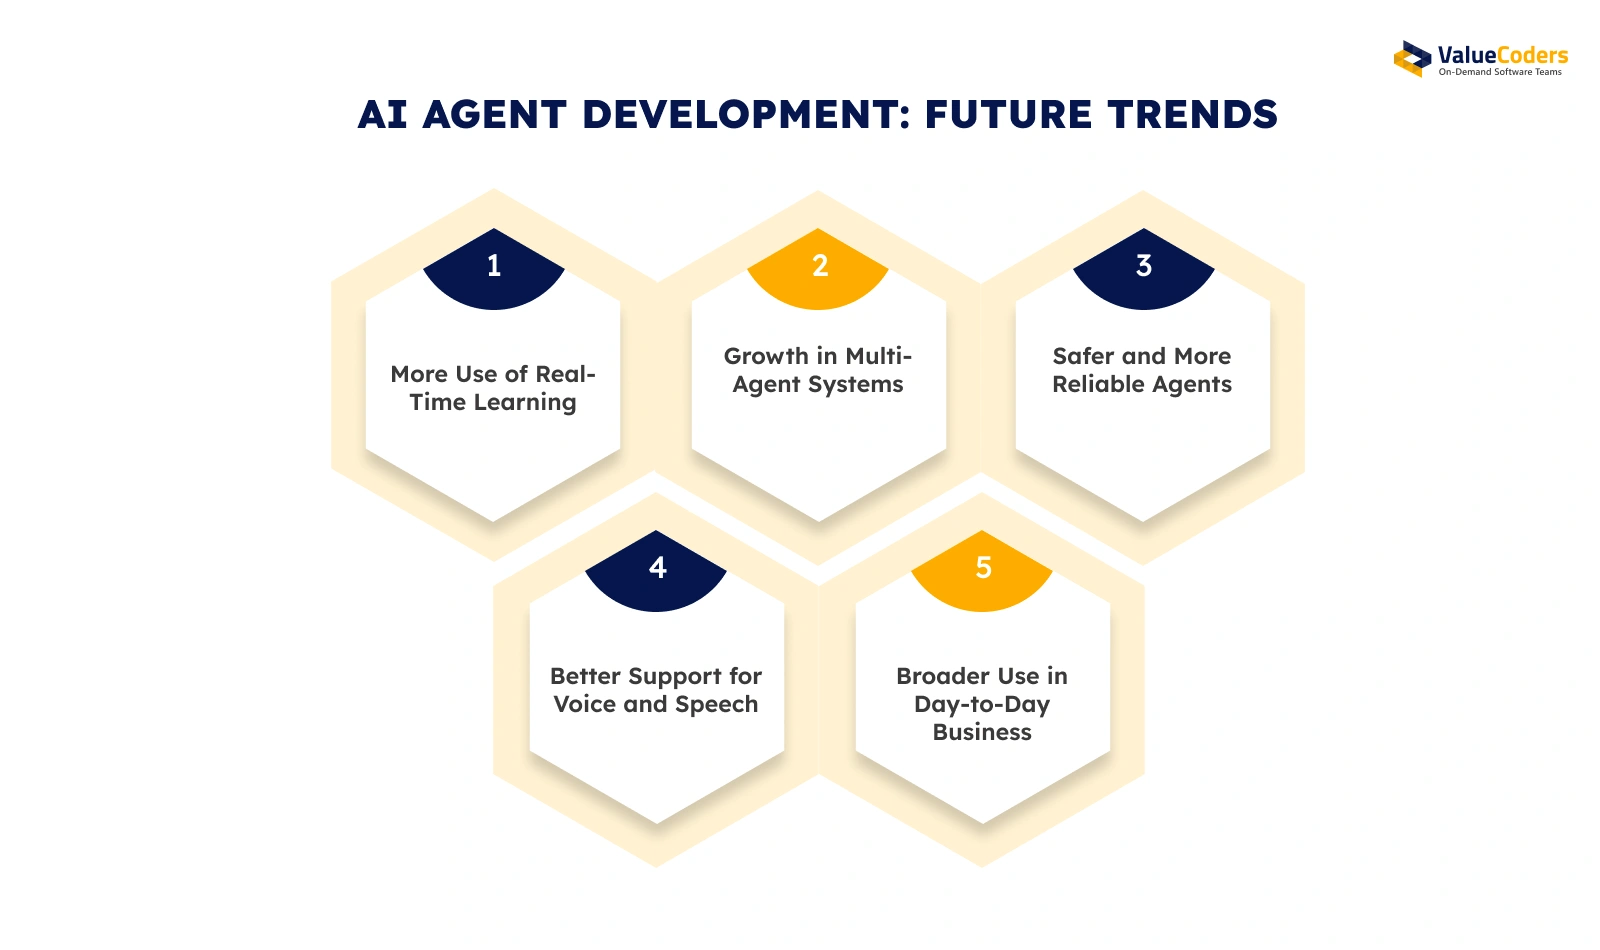 ValueCoders
On-Demand Software Teams
AI AGENT DEVELOPMENT: FUTURE TRENDS
1
More Use of Real-
Time Learning
2
Growth in Multi-
Agent Systems
3
Safer and More
Reliable Agents
4
Better Support for
Voice and Speech
5
Broader Use in
Day-to-Day
Business